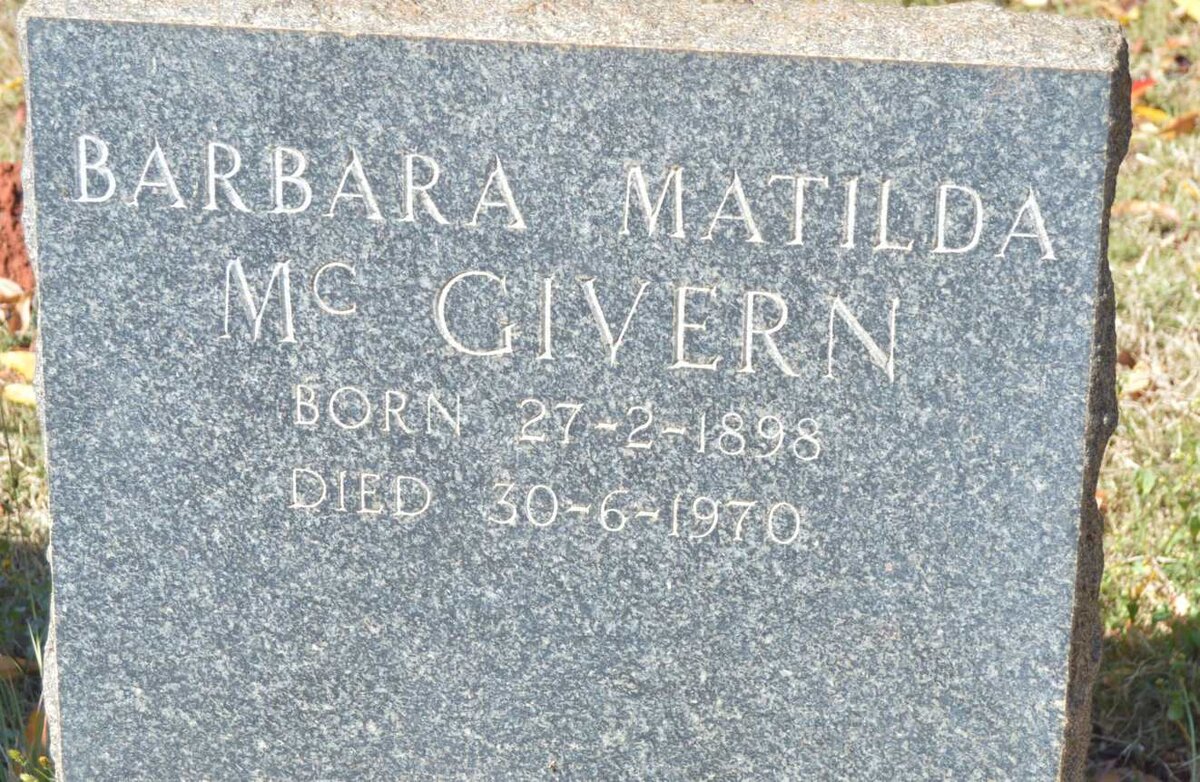 BARBARA MATILDA
Mc GIVERN
BORN 27-2-1898
DIED 30-6-1970.